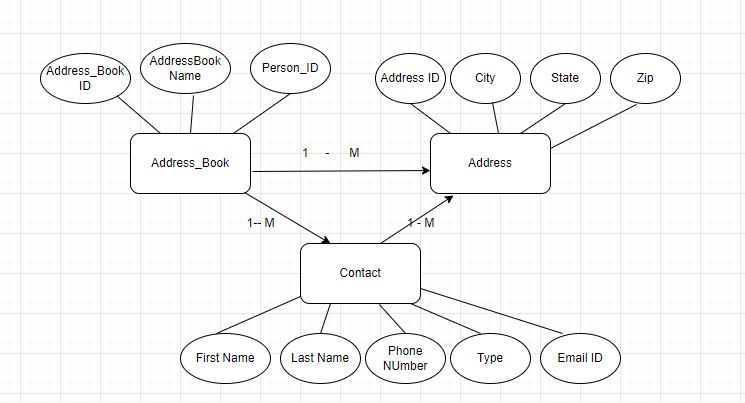 Address_Book
ID
AddressBook
Name
Person_ID
Address ID
City
State
Zip
Address_Book
1 - M
Address
1-- M
1 - M
Contact
First Name
Last Name
Phone
NUmber
Type
Email ID